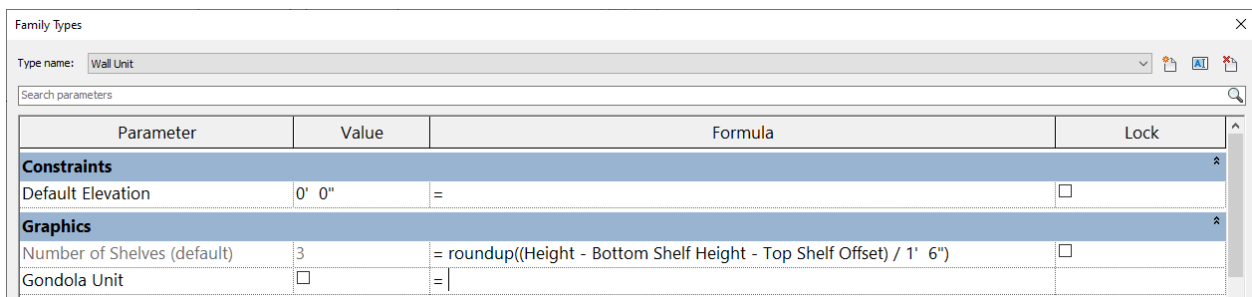 Family Types
Type name: Wall Unit
Search parameters
Parameter Value Formula Lock
Constraints
Default Elevation 0' 0" =
Graphics
Number of Shelves (default) 3 = roundup((Height - Bottom Shelf Height - Top Shelf Offset) / 1' 6")
Gondola Unit =